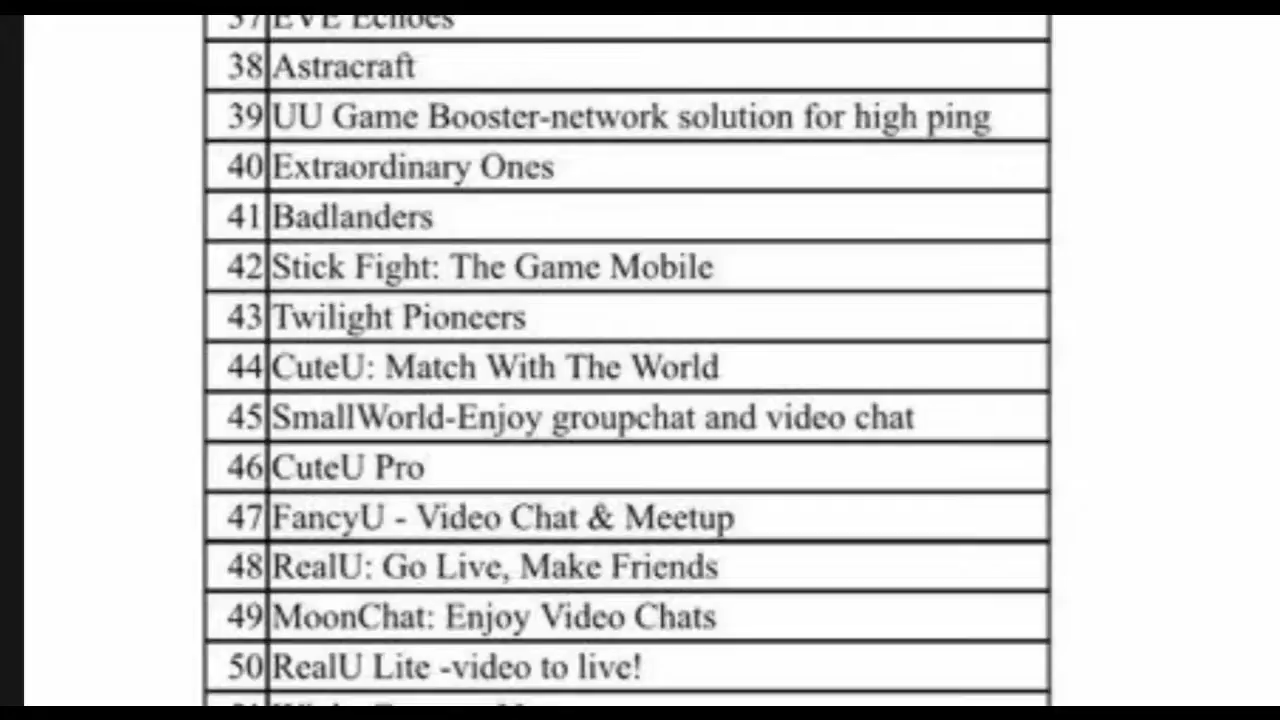 37 EVE Echoes
38 Astracraft
39 UU Game Booster-network solution for high ping
40 Extraordinary Ones
41 Badlanders
42 Stick Fight: The Game Mobile
43 Twilight Pioneers
44 CuteU: Match With The World
45 SmallWorld-Enjoy groupchat and video chat
46 CuteU Pro
47 FancyU - Video Chat & Meetup
48 RealU: Go Live, Make Friends
49 MoonChat: Enjoy Video Chats
50 RealU Lite -video to live!